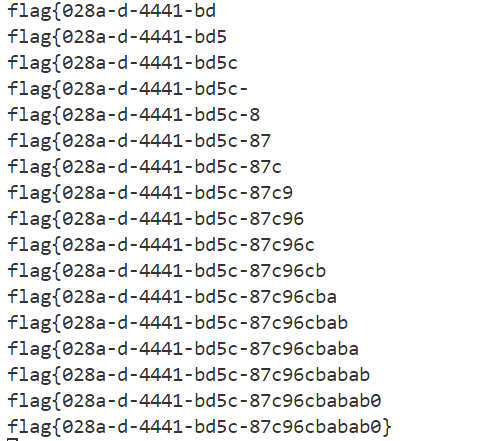 flag{028a-d-4441-bd
flag{028a-d-4441-bd5
flag{028a-d-4441-bd5c
flag{028a-d-4441-bd5c-
flag{028a-d-4441-bd5c-8
flag{028a-d-4441-bd5c-87
flag{028a-d-4441-bd5c-87c
flag{028a-d-4441-bd5c-87c9
flag{028a-d-4441-bd5c-87c96
flag{028a-d-4441-bd5c-87c96c
flag{028a-d-4441-bd5c-87c96cb
flag{028a-d-4441-bd5c-87c96cba
flag{028a-d-4441-bd5c-87c96cbab
flag{028a-d-4441-bd5c-87c96cbaba
flag{028a-d-4441-bd5c-87c96cbabab
flag{028a-d-4441-bd5c-87c96cbabab0
flag{028a-d-4441-bd5c-87c96cbabab0}